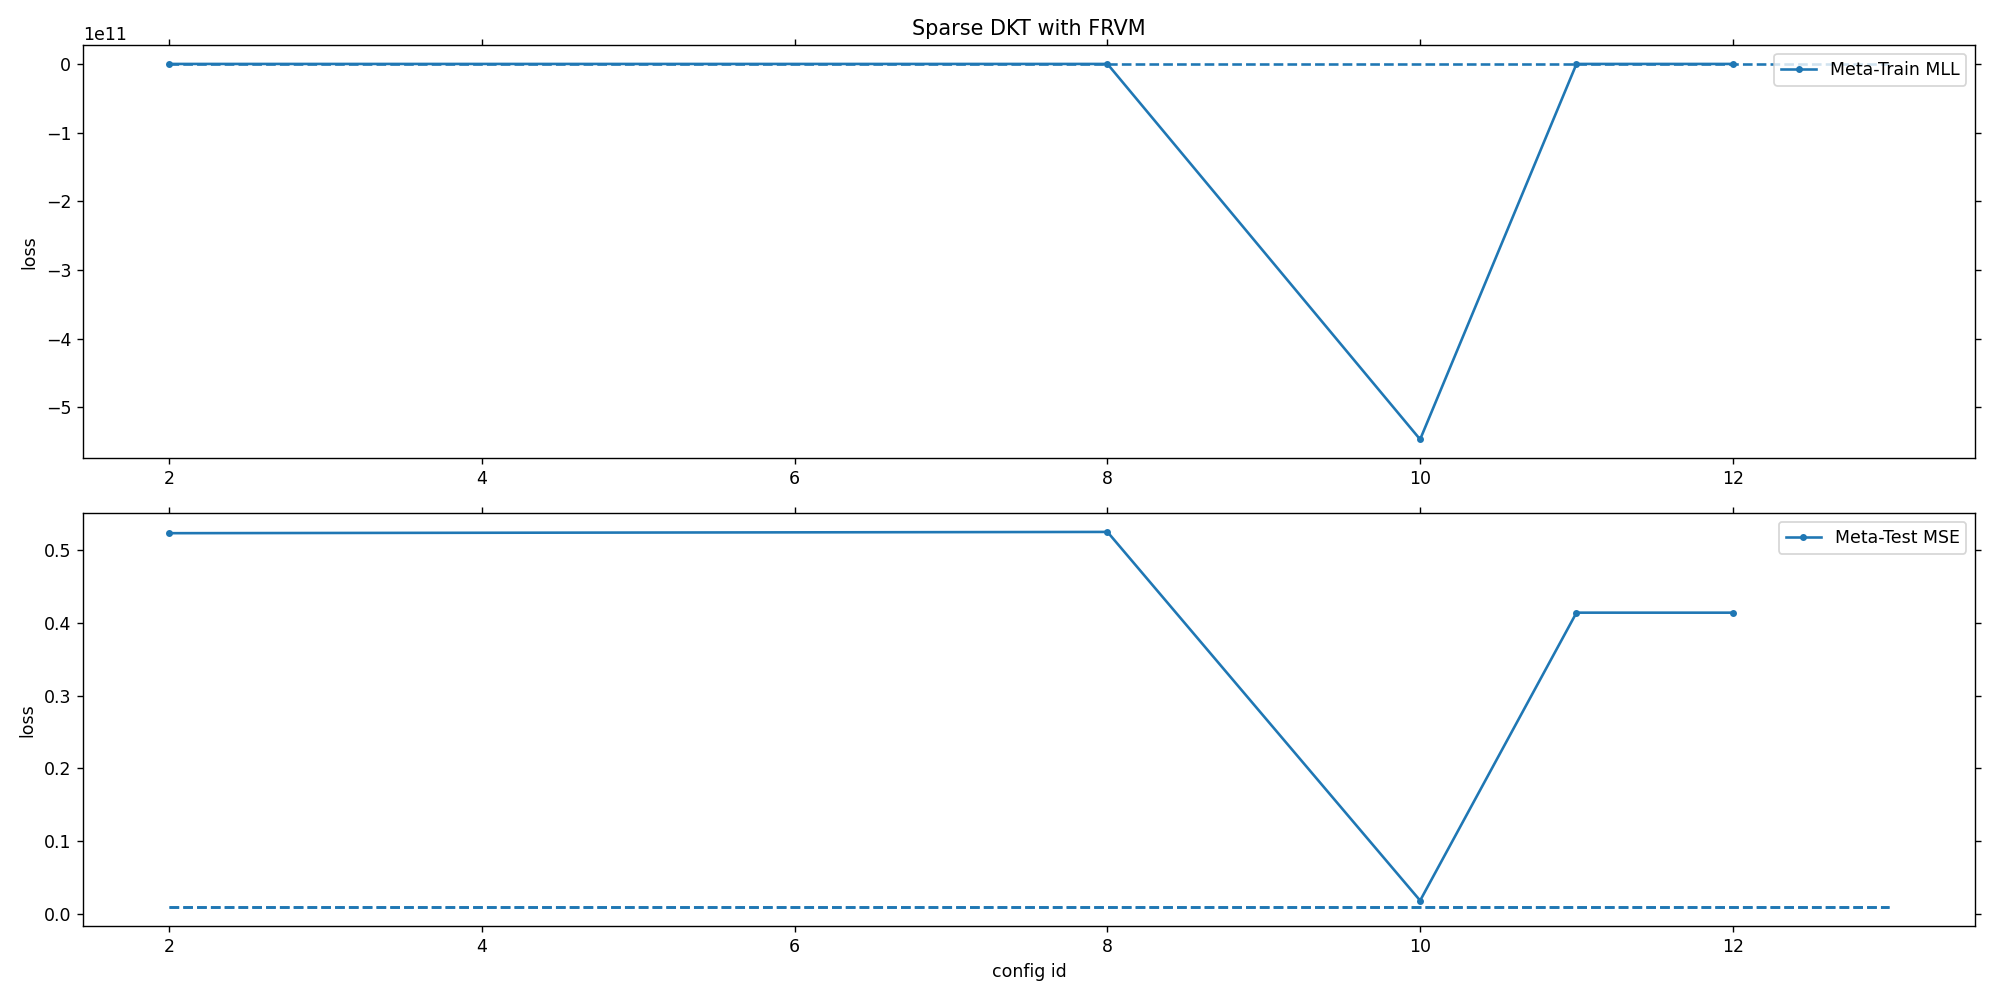 Sparse DKT with FRVM
1e11
0
−1
−2
−3
−4
−5
loss
Meta-Train MLL
2 4 6 8 10 12
0.5
0.4
0.3
0.2
0.1
0.0
loss
Meta-Test MSE
2 4 6 8 10 12
config id